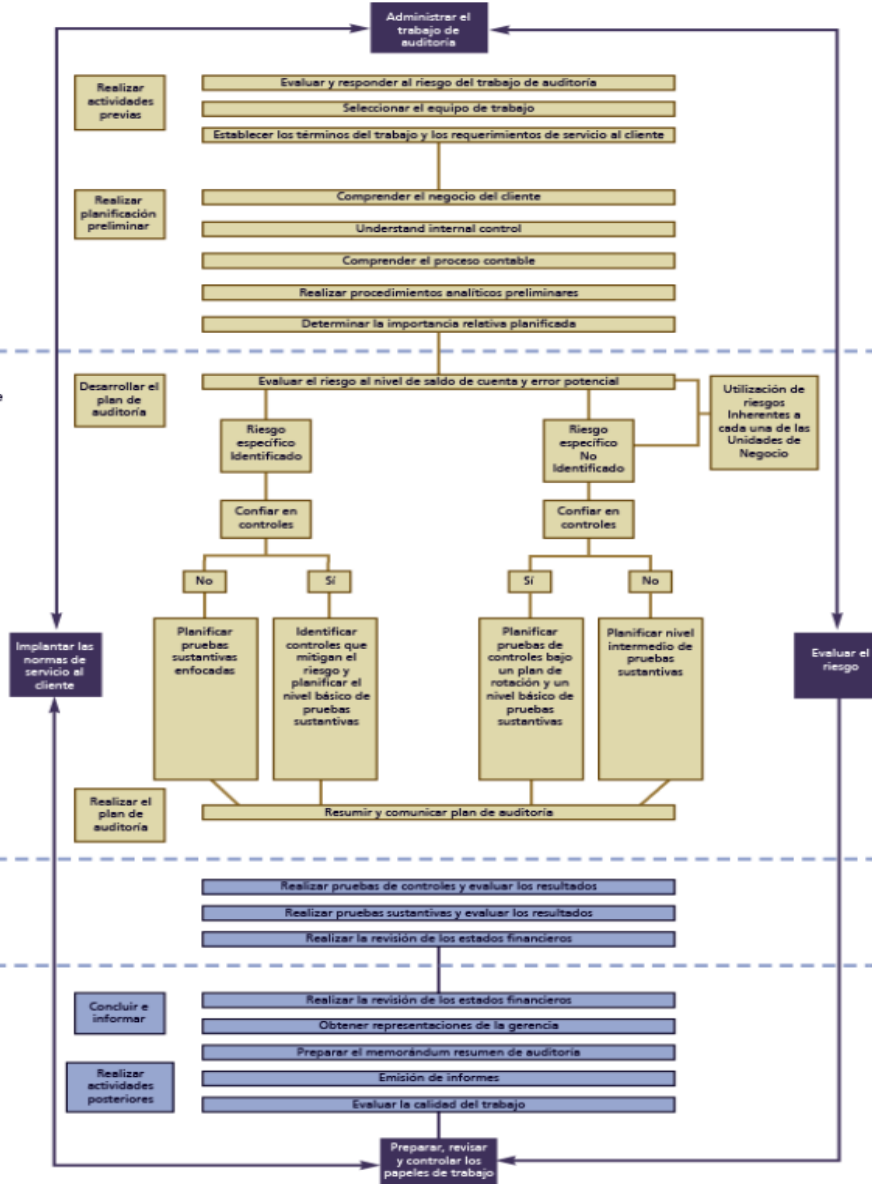 Administrar el
trabajo de
auditoría
Realizar
actividades
previas
Evaluar y responder al riesgo del trabajo de auditoría
Seleccionar el equipo de trabajo
Establecer los términos del trabajo y los requerimientos de servicio al cliente
Realizar
planificación
preliminar
Comprender el negocio del cliente
Understand internal control
Comprender el proceso contable
Realizar procedimientos analíticos preliminares
Determinar la importancia relativa planificada
e
Desarrollar el
plan de
auditoría
Evaluar el riesgo al nivel de saldo de cuenta y error potencial
Utilización de
riesgos
Inherentes a
cada una de las
Unidades de
Negocio
Riesgo
específico
Identificado
Riesgo
específico
No
Identificado
Confiar en
controles
Confiar en
controles
No
Sí
Sí
No
Planificar
pruebas
sustantivas
enfocadas
Identificar
controles que
mitigan el
riesgo y
planificar el
nivel básico de
pruebas
sustantivas
Planificar
pruebas de
controles bajo
un plan de
rotación y un
nivel básico de
pruebas
sustantivas
Planificar nivel
intermedio de
pruebas
sustantivas
Implantar las
normas de
servicio al
cliente
Evaluar el
riesgo
Realizar el
plan de
auditoría
Resumir y comunicar plan de auditoría
Realizar pruebas de controles y evaluar los resultados
Realizar pruebas sustantivas y evaluar los resultados
Realizar la revisión de los estados financieros
Concluir e
informar
Realizar la revisión de los estados financieros
Obtener representaciones de la gerencia
Preparar el memorándum resumen de auditoría
Realizar
actividades
posteriores
Emisión de informes
Evaluar la calidad del trabajo
Preparar, revisar
y controlar los
papeles de trabajo